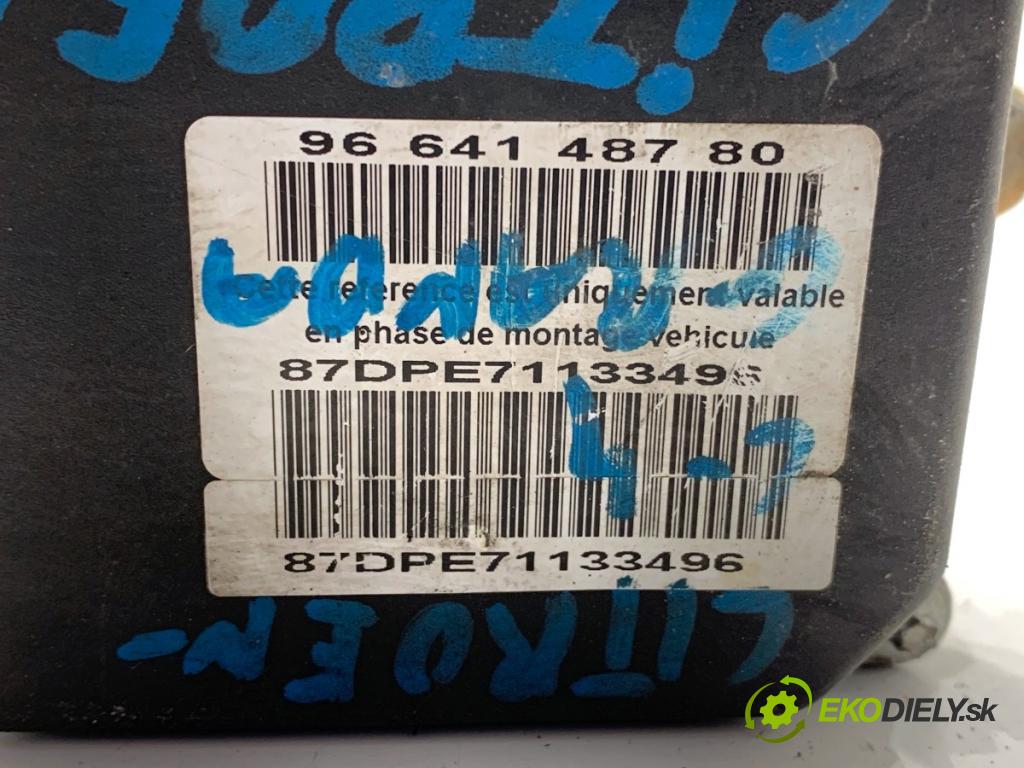 96 641 487 80
Cette reference est uniquement valable
en phase de montage vehicule
87DPE71133496
87DPE71133496
CITROEN-
C-4
EKODIELY.sk